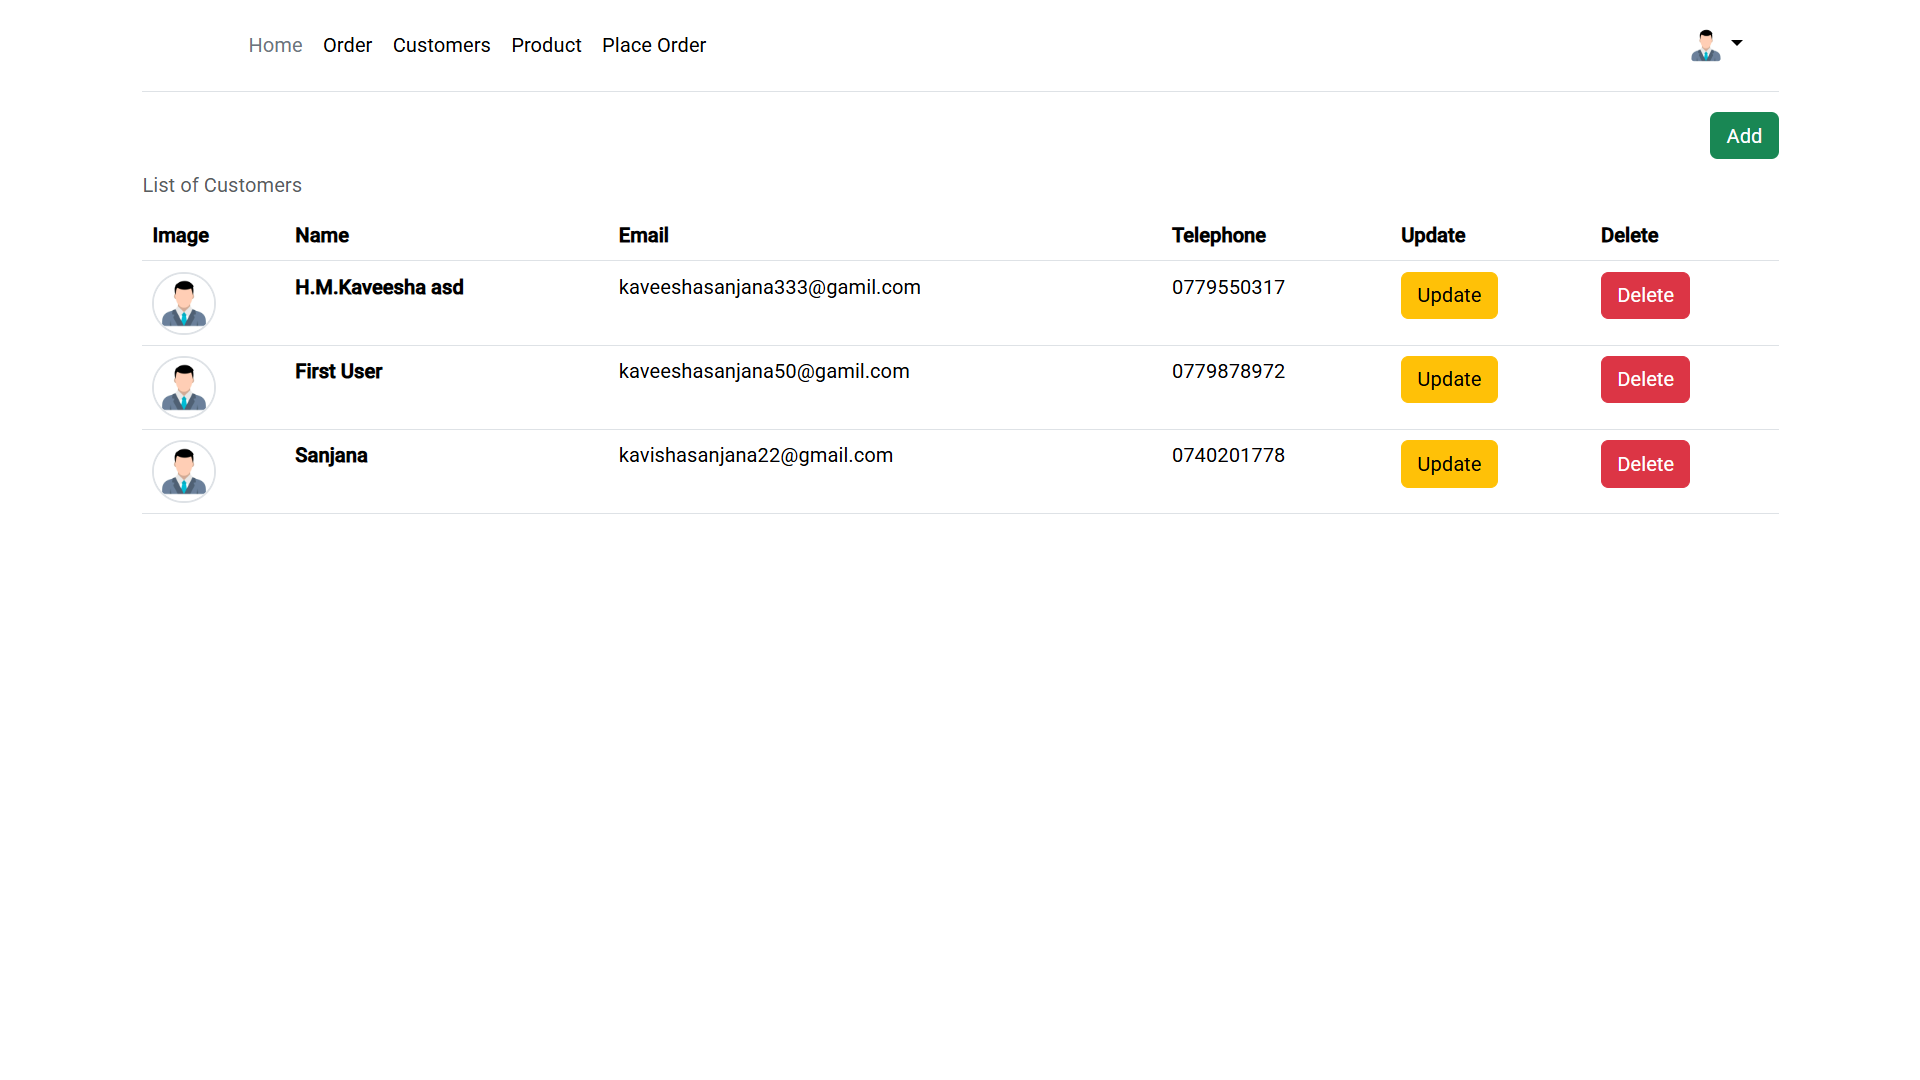 Home Order Customers Product Place Order
Add
List of Customers
Image Name Email Telephone Update Delete
H.M.Kaveesha asd kaveeshasanjana333@gamil.com 0779550317 Update Delete
First User kaveeshasanjana50@gamil.com 0779878972 Update Delete
Sanjana kavishasanjana22@gmail.com 0740201778 Update Delete